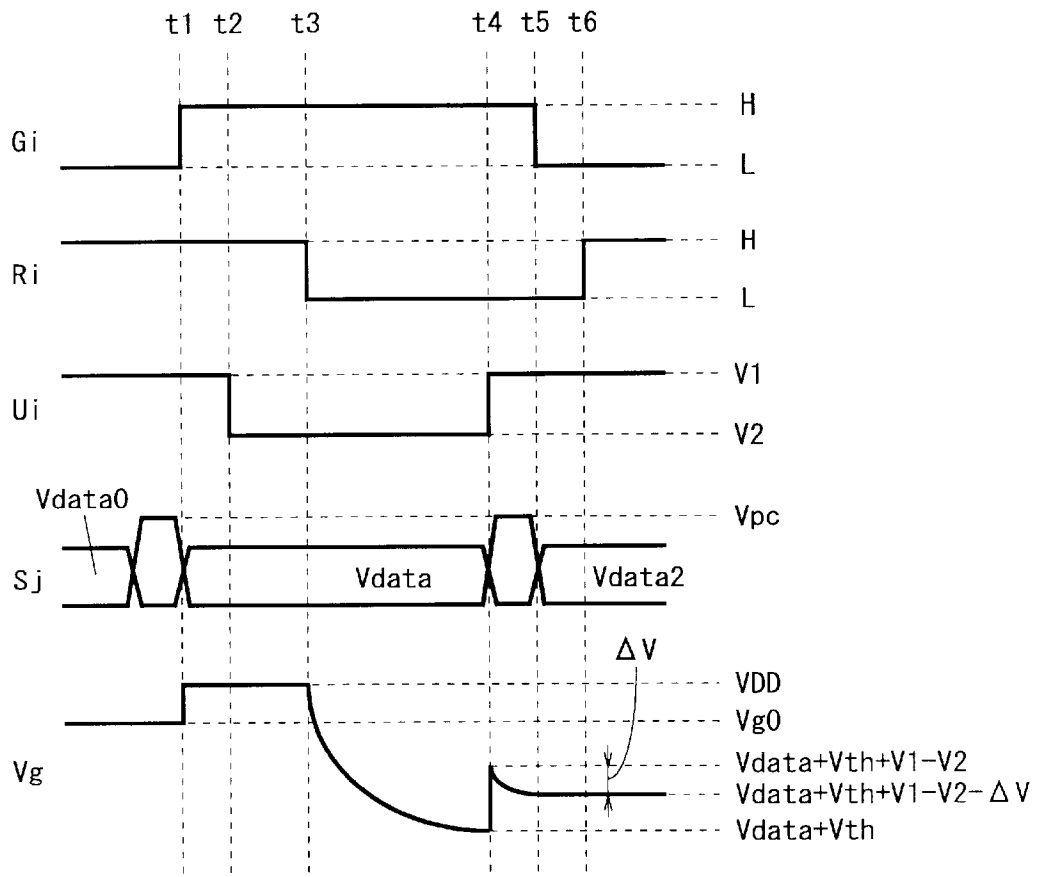 t1 t2 t3 t4 t5 t6
Gi
H
L
Ri
H
L
Ui
V1
V2
Vdata0
Vpc
Sj
Vdata
Vdata2
ΔV
VDD
Vg0
Vg
Vdata+Vth+V1-V2
Vdata+Vth+V1-V2-ΔV
Vdata+Vth